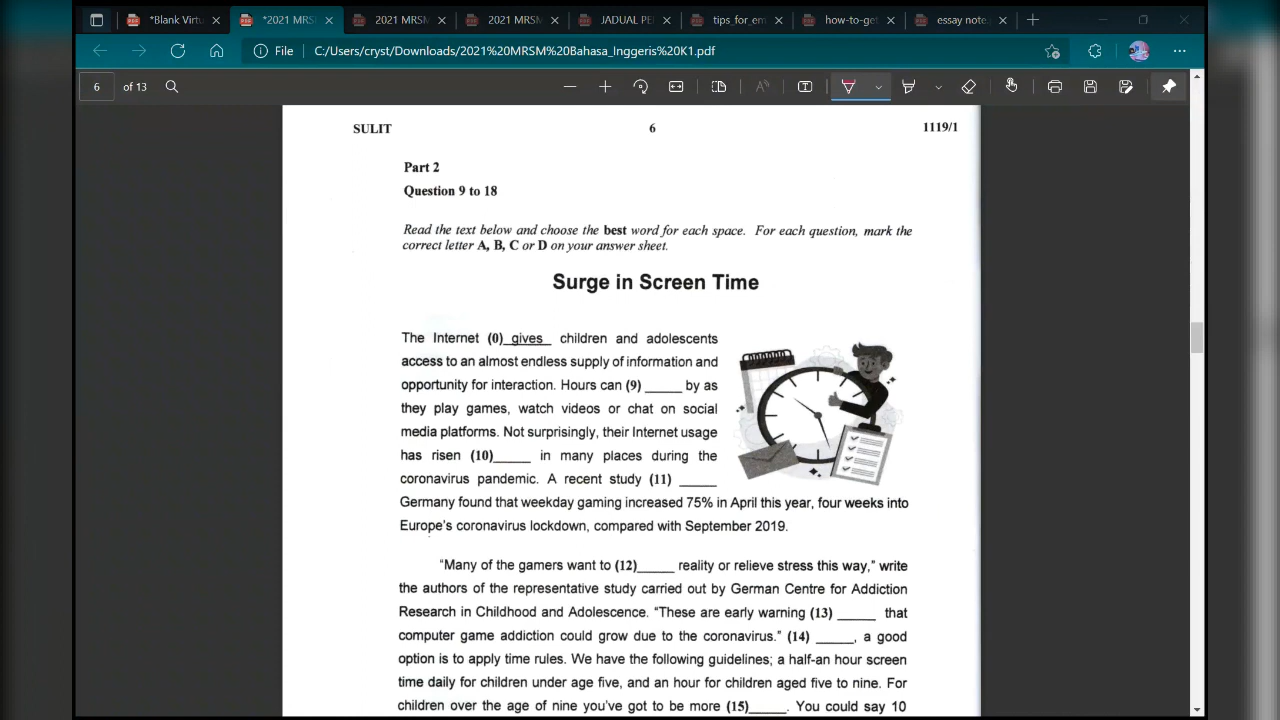 *Blank Virtu
*2021 MRSM
2021 MRSM
2021 MRSM
JADUAL PE
tips_for_em
how-to-get
essay note.
File
C:/Users/cryst/Downloads/2021%20MRSM%20Bahasa_Inggeris%20K1.pdf
6 of 13
SULIT 6 1119/1
Part 2
Question 9 to 18
Read the text below and choose the best word for each space. For each question, mark the
correct letter A, B, C or D on your answer sheet.
Surge in Screen Time
The Internet (0) gives children and adolescents
access to an almost endless supply of information and
opportunity for interaction. Hours can (9) _____ by as
they play games, watch videos or chat on social
media platforms. Not surprisingly, their Internet usage
has risen (10)_____ in many places during the
coronavirus pandemic. A recent study (11) _____
Germany found that weekday gaming increased 75% in April this year, four weeks into
Europe's coronavirus lockdown, compared with September 2019.
"Many of the gamers want to (12)_____ reality or relieve stress this way," write
the authors of the representative study carried out by German Centre for Addiction
Research in Childhood and Adolescence. "These are early warning (13) _____ that
computer game addiction could grow due to the coronavirus." (14) _____, a good
option is to apply time rules. We have the following guidelines; a half-an hour screen
time daily for children under age five, and an hour for children aged five to nine. For
children over the age of nine you've got to be more (15)_____. You could say 10